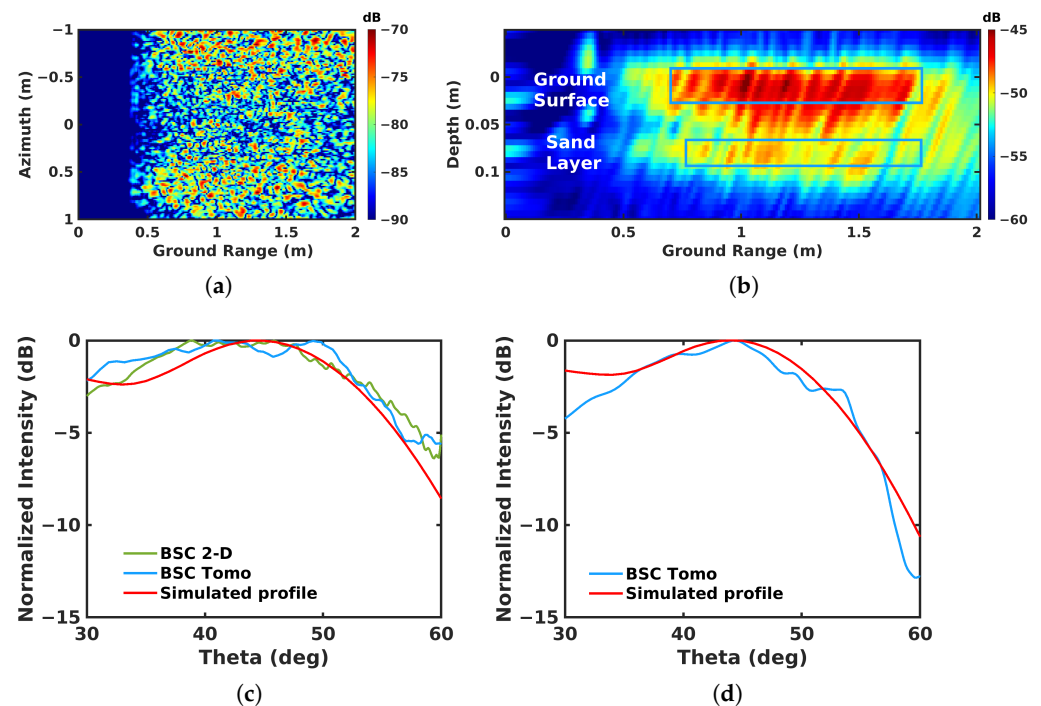 dB
−1
−0.5
0
0.5
1
Azimuth (m)
0 0.5 1 1.5 2
Ground Range (m)
−70
−75
−80
−85
−90
(a)
dB
0
0.05
0.1
Depth (m)
Ground
Surface
Sand
Layer
0 0.5 1 1.5 2
Ground Range (m)
−45
−50
−55
−60
(b)
0
−5
−10
−15
Normalized Intensity (dB)
BSC 2-D
BSC Tomo
Simulated profile
30 40 50 60
Theta (deg)
(c)
0
−5
−10
−15
Normalized Intensity (dB)
BSC Tomo
Simulated profile
30 40 50 60
Theta (deg)
(d)